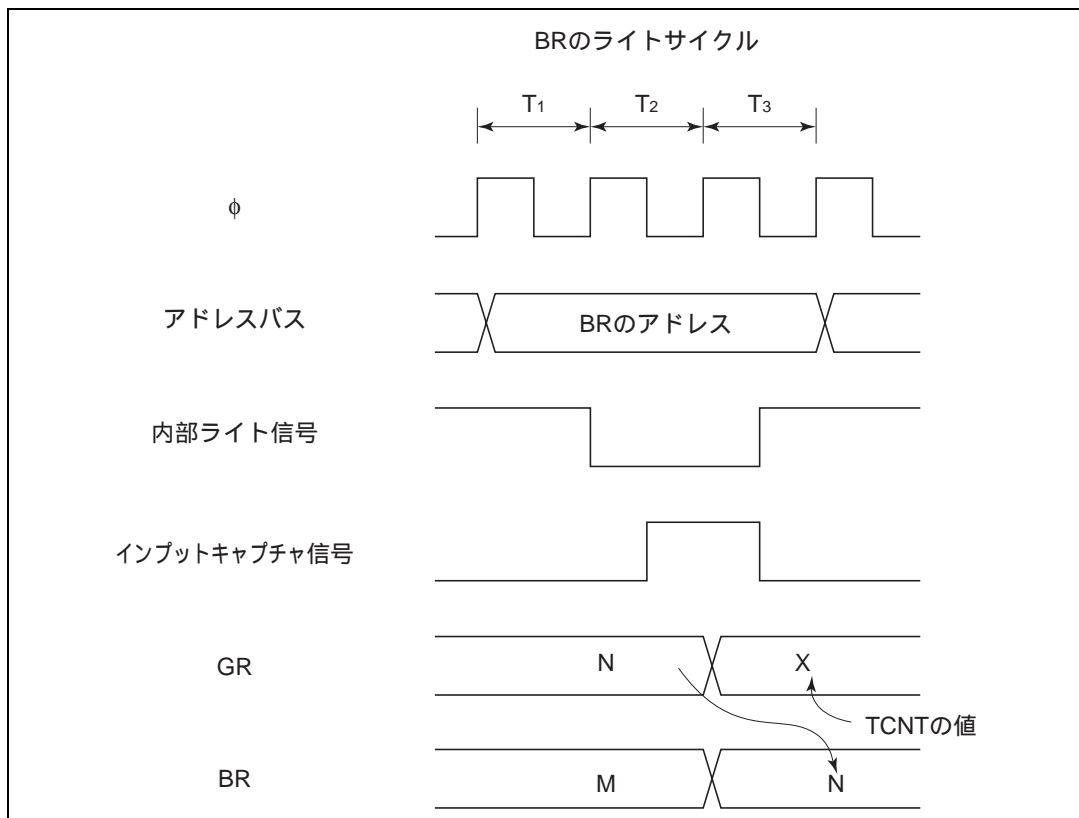 BRのライトサイクル
T1 T2 T3
φ
アドレスバス BRのアドレス
内部ライト信号
インプットキャプチャ信号
GR N X
TCNTの値
BR M N